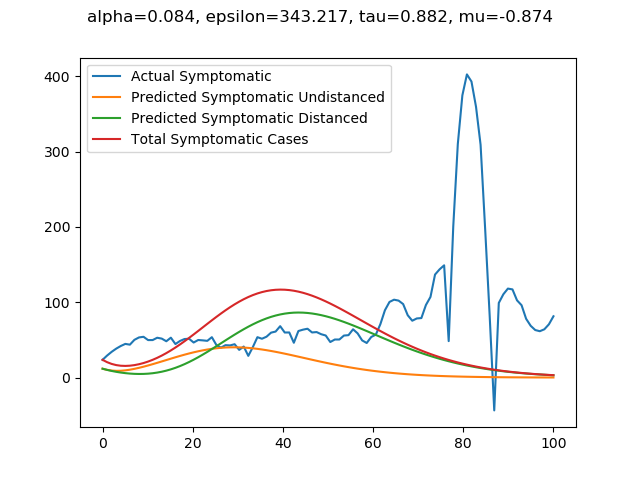 alpha=0.084, epsilon=343.217, tau=0.882, mu=-0.874
Actual Symptomatic
Predicted Symptomatic Undistanced
Predicted Symptomatic Distanced
Total Symptomatic Cases
400
300
200
100
0
0 20 40 60 80 100